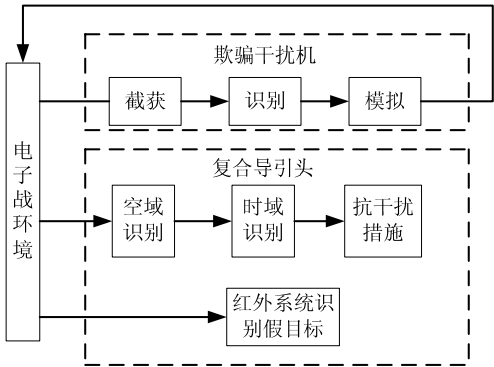 欺骗干扰机
截获
识别
模拟
电子战环境
复合导引头
空域
识别
时域
识别
抗干扰
措施
红外系统识
别假目标